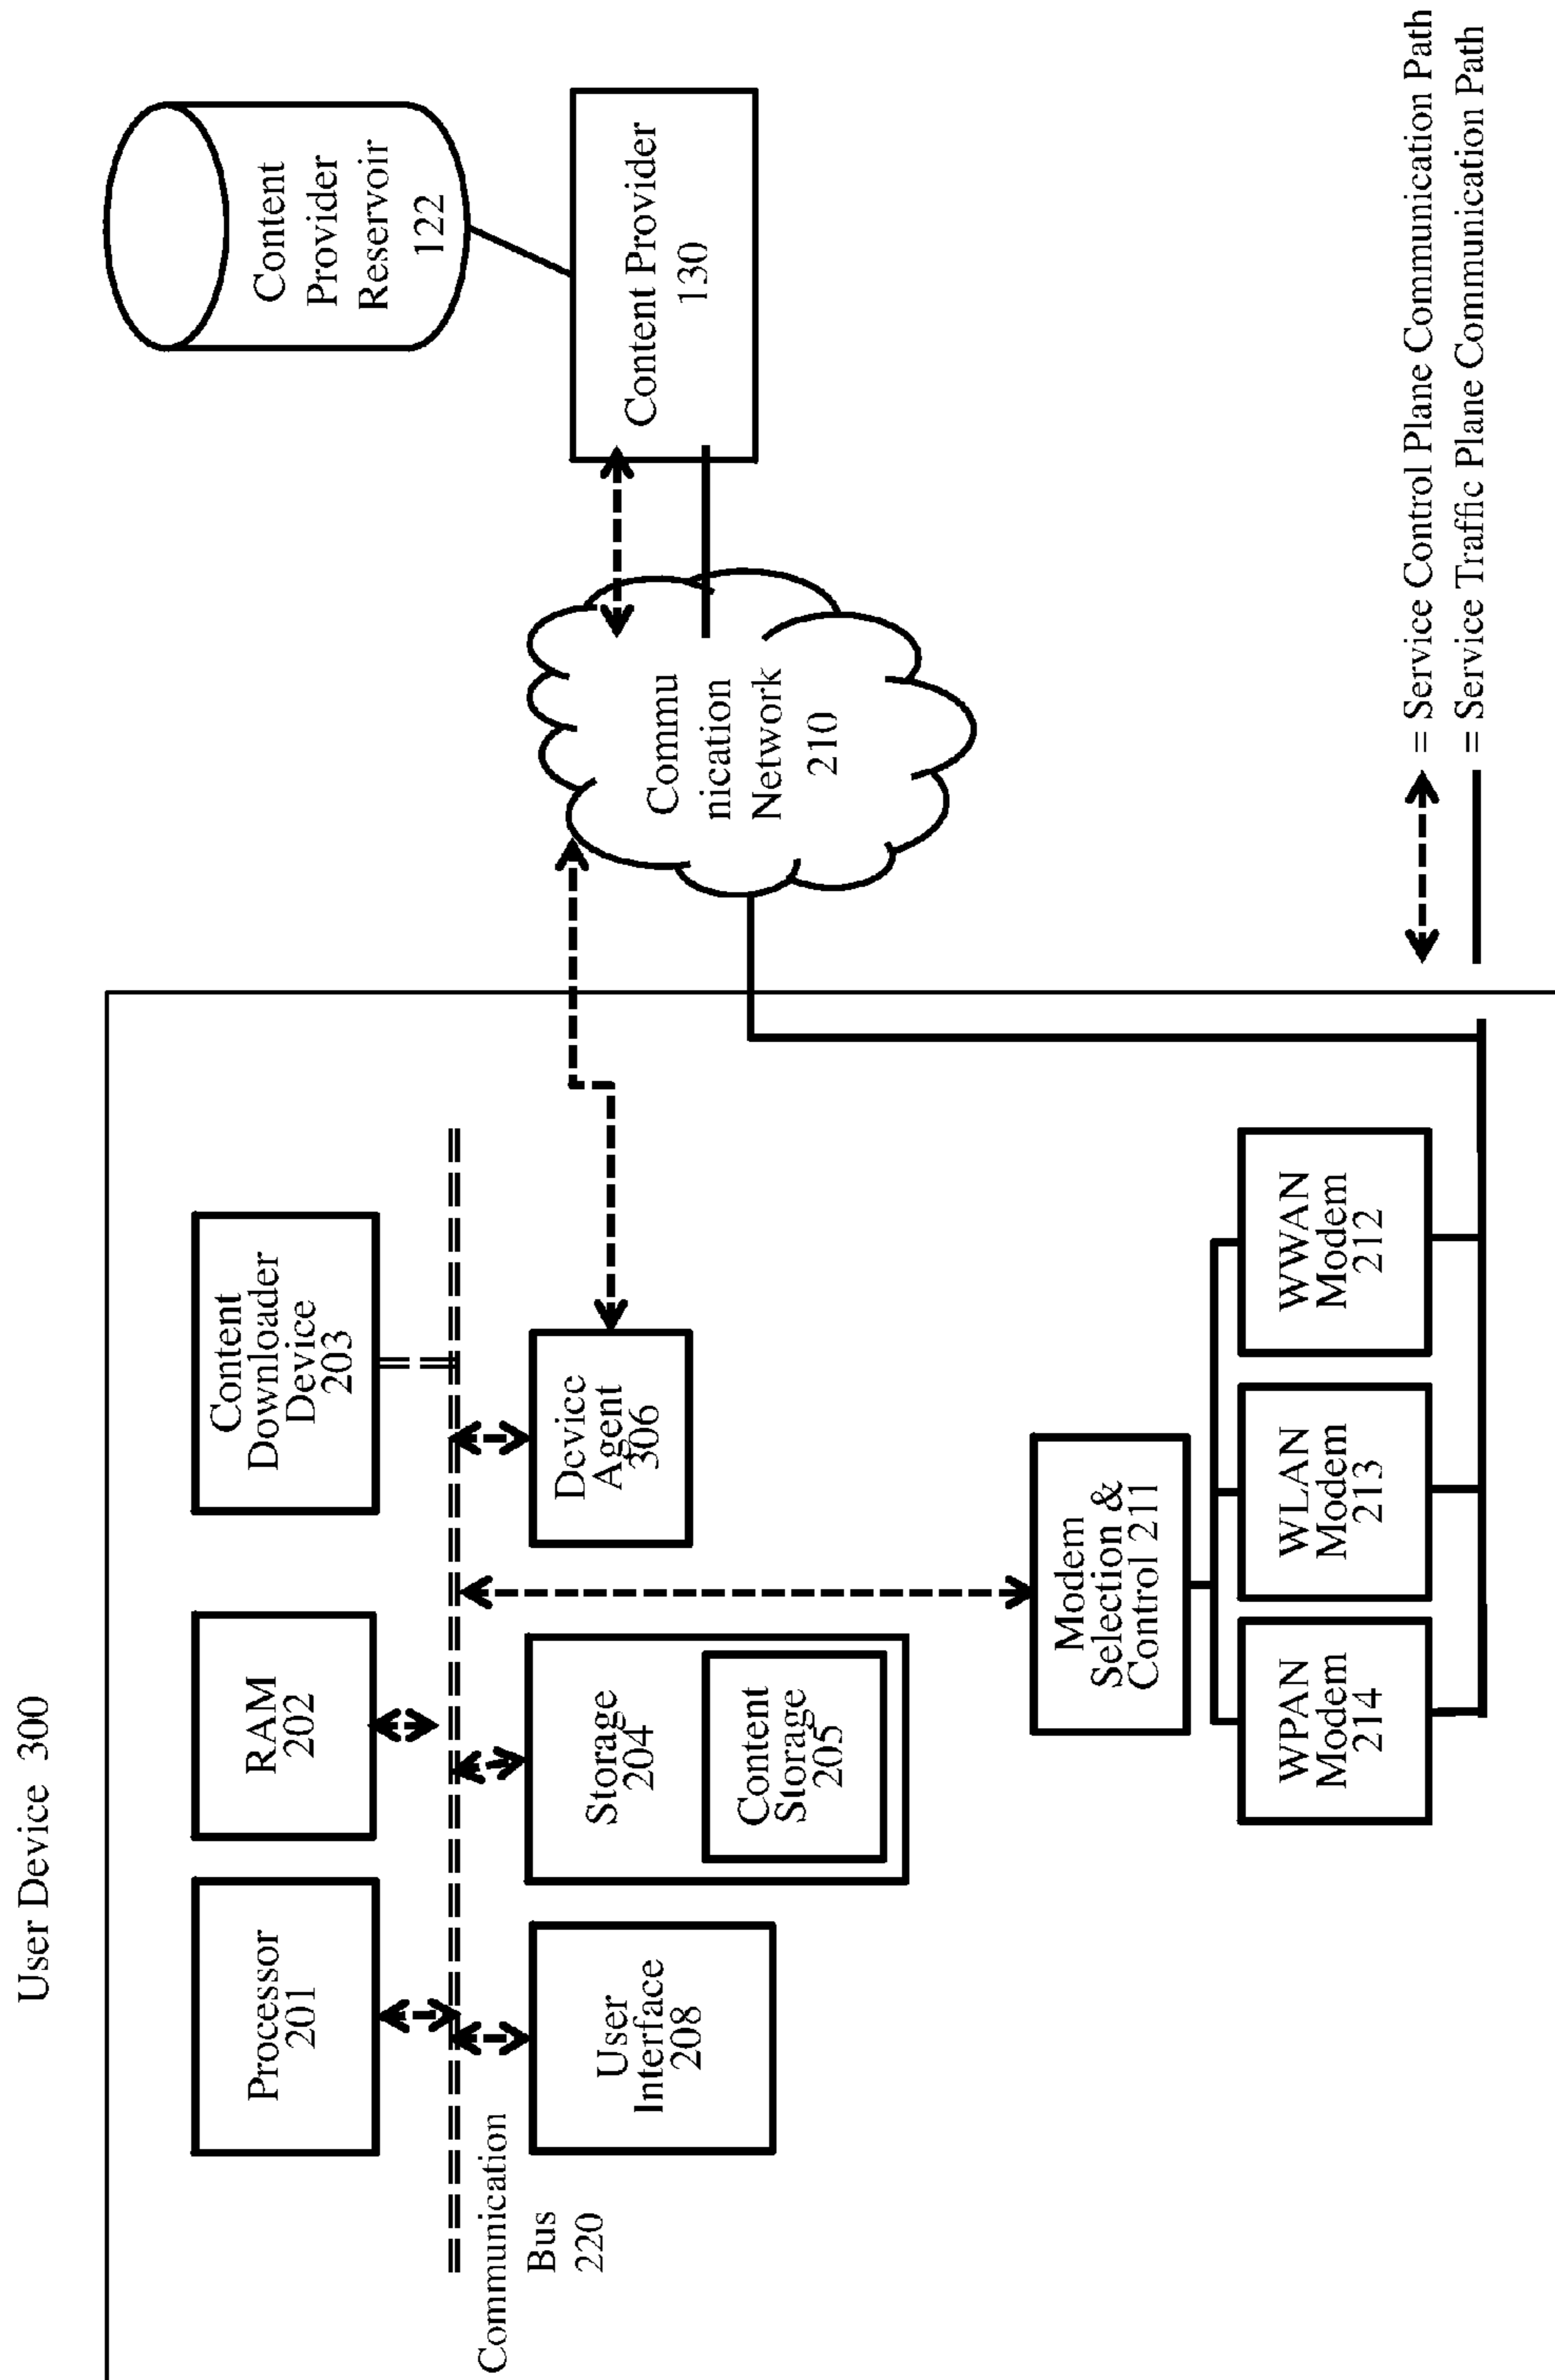 User Device 300
Processor
201
RAM
202
Content
Downloader
Device
203
Communication
Bus
220
User
Interface
208
Storage
204
Content
Storage
205
Device
Agent
306
Modem
Selection &
Control 211
WPAN
Modem
214
WLAN
Modem
213
WWAN
Modem
212
Commu
nication
Network
210
Content
Provider
Reservoir
122
Content Provider
130
= Service Control Plane Communication Path
= Service Traffic Plane Communication Path